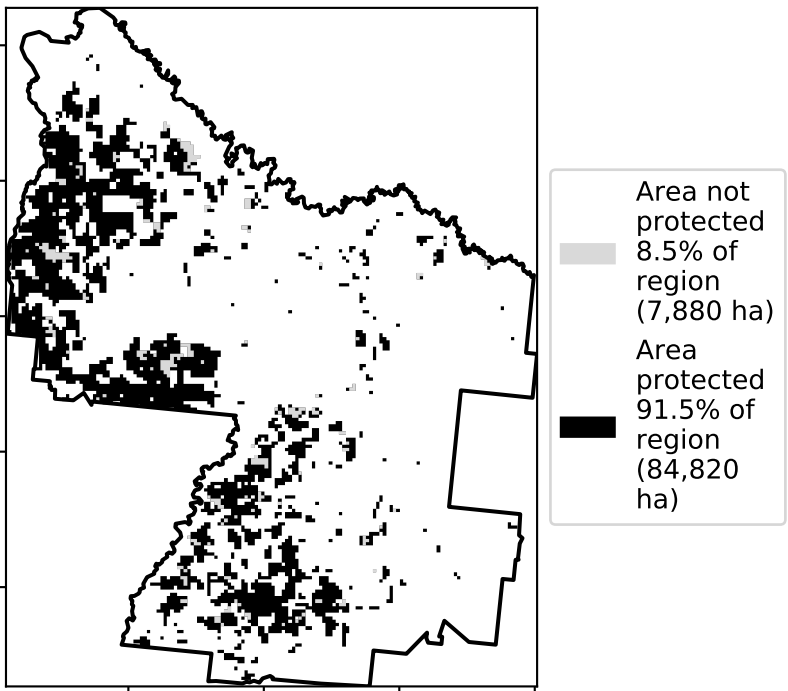 Area not
protected
8.5% of
region
(7,880 ha)
Area
protected
91.5% of
region
(84,820
ha)